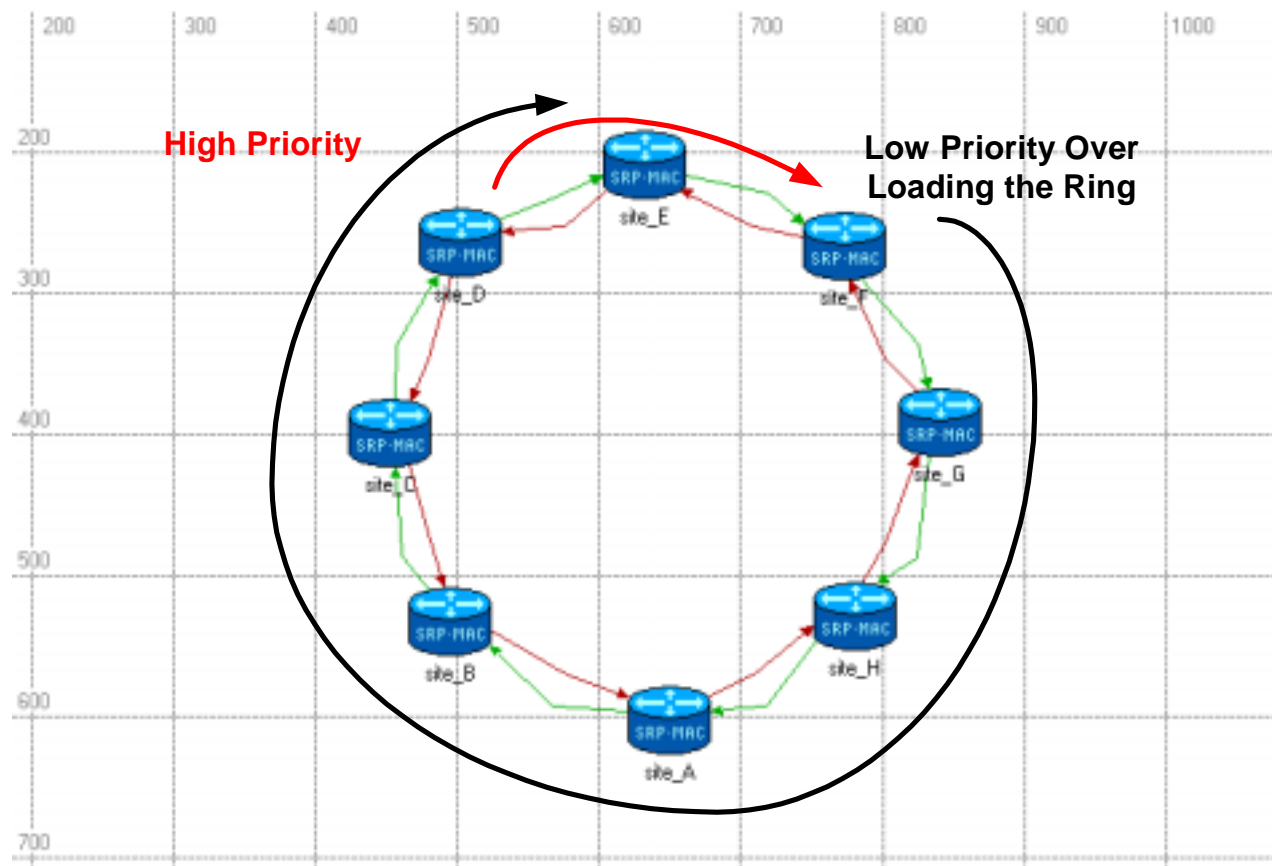 200 300 400 500 600 700 800 900 1000
200
High Priority
Low Priority Over
Loading the Ring
SRP-MAC
site_E
SRP-MAC
site_D
SRP-MAC
site_F
300
400
SRP-MAC
site_C
SRP-MAC
site_G
500
SRP-MAC
site_B
SRP-MAC
site_H
600
SRP-MAC
site_A
700